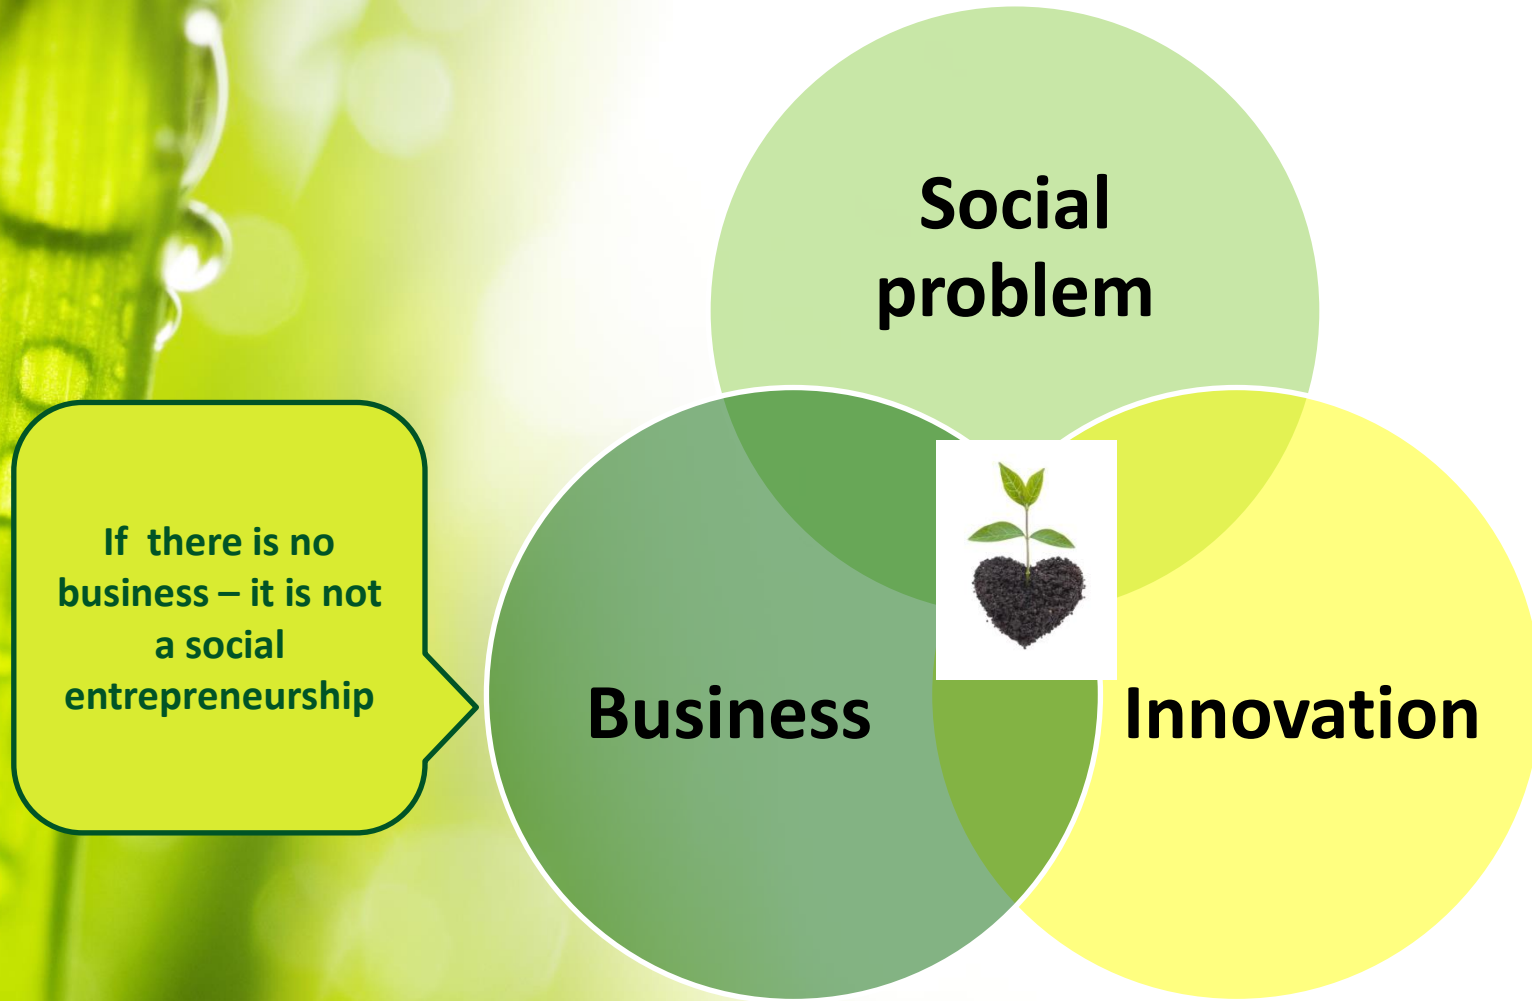 Social
problem
If  there is no
business – it is not
a social
entrepreneurship
Business
Innovation